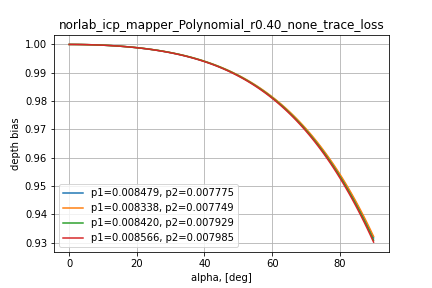 norlab_icp_mapper_Polynomial_r0.40_none_trace_loss
1.00
0.99
0.98
0.97
0.96
0.95
0.94
0.93
depth bias
p1=0.008479, p2=0.007775
p1=0.008338, p2=0.007749
p1=0.008420, p2=0.007929
p1=0.008566, p2=0.007985
0 20 40 60 80
alpha, [deg]